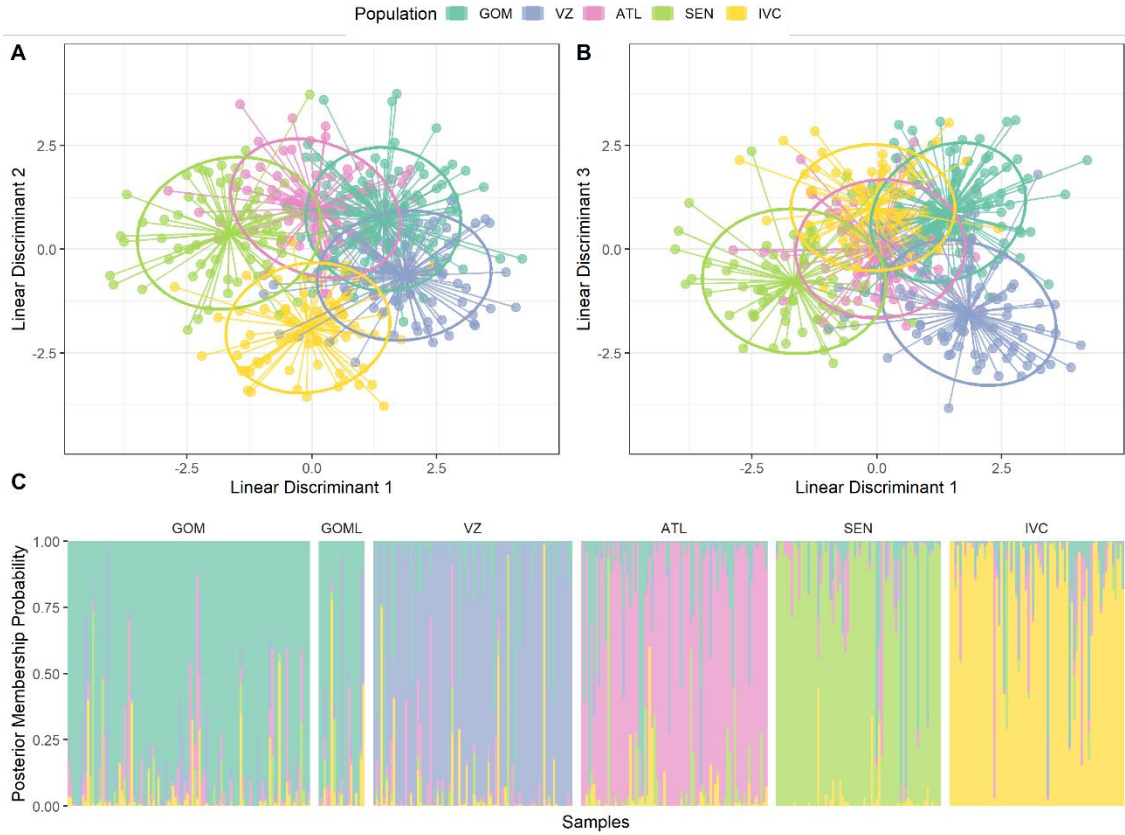 Population GOM VZ ATL SEN IVC
A
2.5
0.0
-2.5
Linear Discriminant 2
-2.5 0.0 2.5
Linear Discriminant 1
B
2.5
0.0
-2.5
Linear Discriminant 3
-2.5 0.0 2.5
Linear Discriminant 1
C
GOM GOML VZ ATL SEN IVC
1.00
0.75
0.50
0.25
0.00
Posterior Membership Probability
Samples